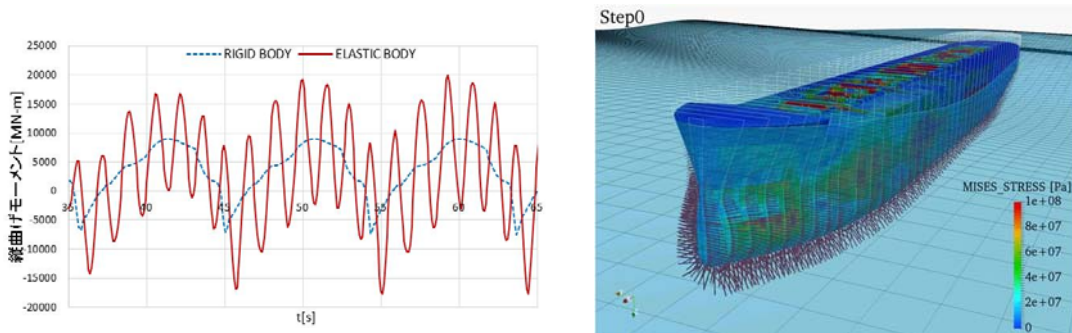 25000
20000
15000
10000
5000
0
-5000
-10000
-15000
-20000
RIGID BODY
ELASTIC BODY
縦曲げモーメント[MN-m]
35
40
45
50
55
60
65
t[s]
Step0
MISES_STRESS [Pa]
1e+08
8e+07
6e+07
4e+07
2e+07
0